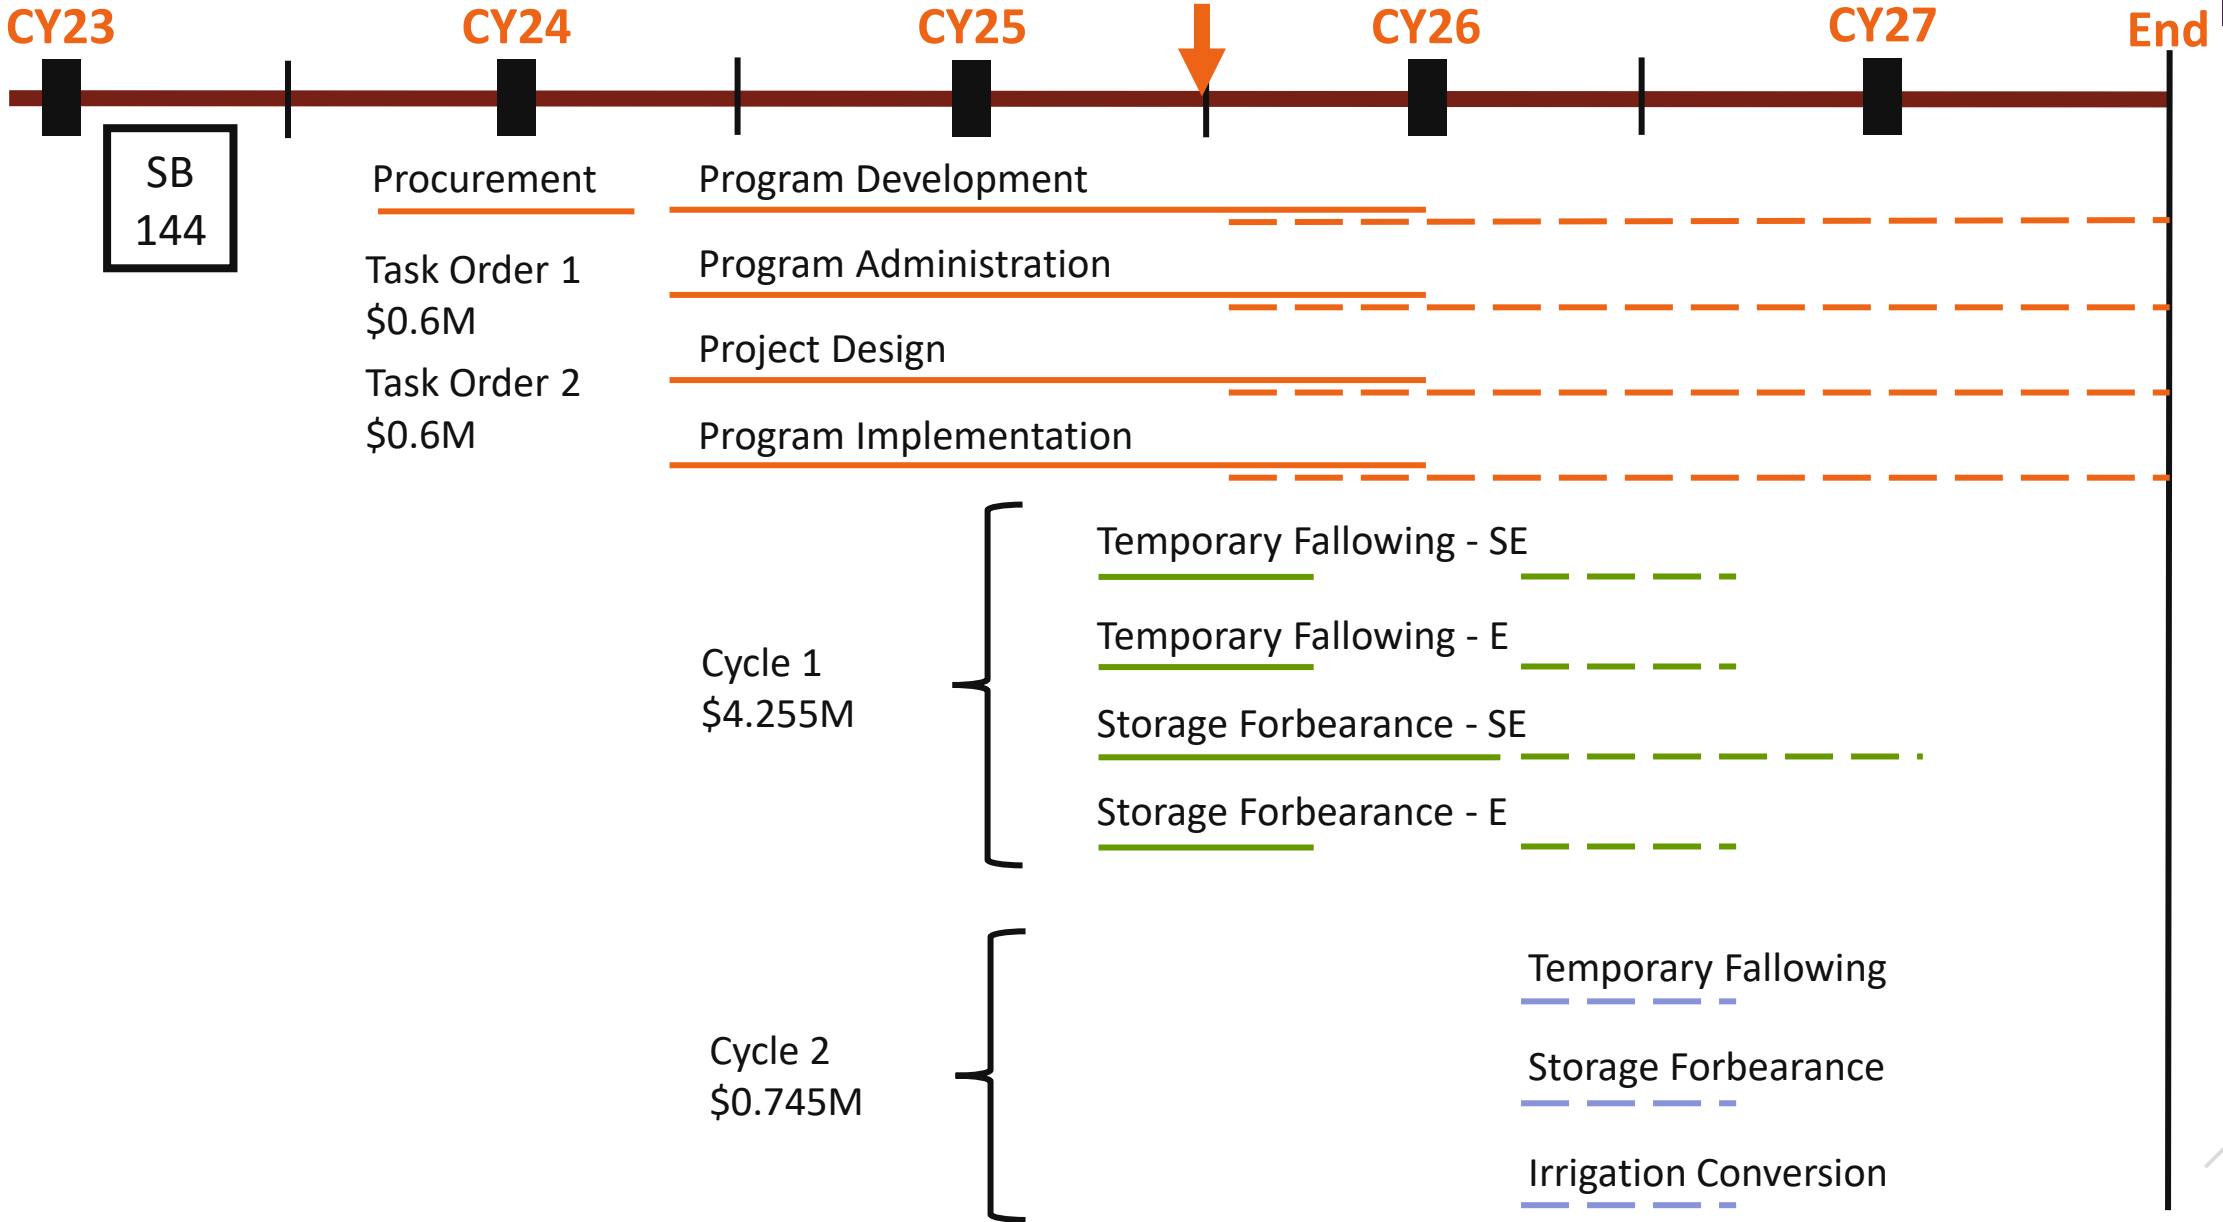 CY23
CY24
CY25
CY26
CY27
End
SB
144
Procurement
Task Order 1
$0.6M
Task Order 2
$0.6M
Program Development
Program Administration
Project Design
Program Implementation
Cycle 1
$4.255M
Temporary Fallowing - SE
Temporary Fallowing - E
Storage Forbearance - SE
Storage Forbearance - E
Cycle 2
$0.745M
Temporary Fallowing
Storage Forbearance
Irrigation Conversion